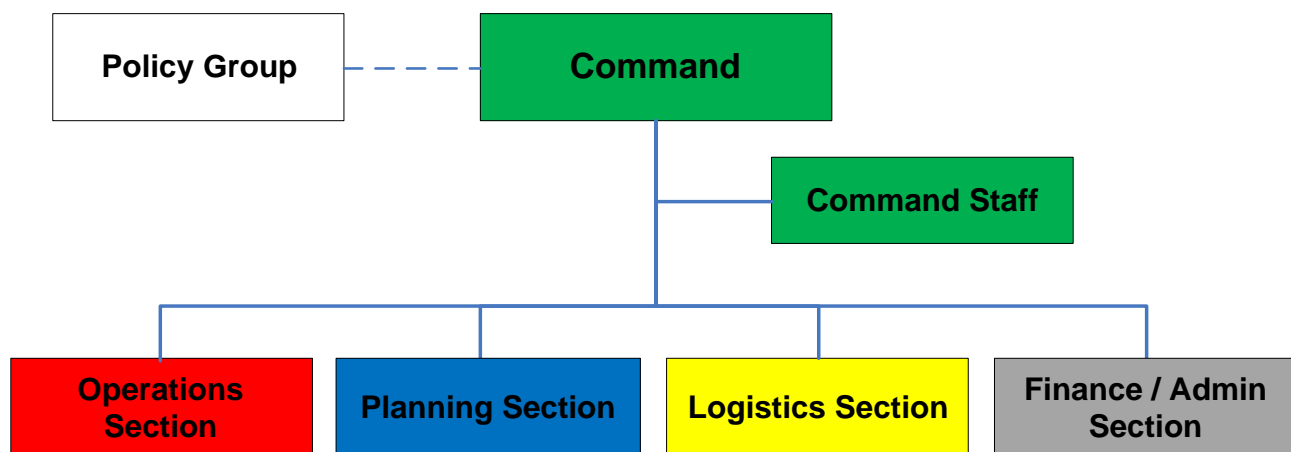 Policy Group
Command
Command Staff
Operations
Section
Planning Section
Logistics Section
Finance / Admin
Section